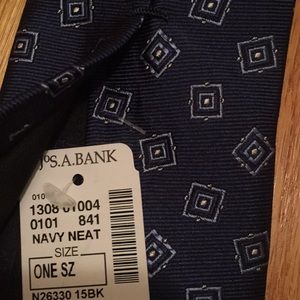 JoS.A.BANK
010
1308 01004
0101 841
NAVY NEAT
SIZE
ONE SZ
N26330 15BK